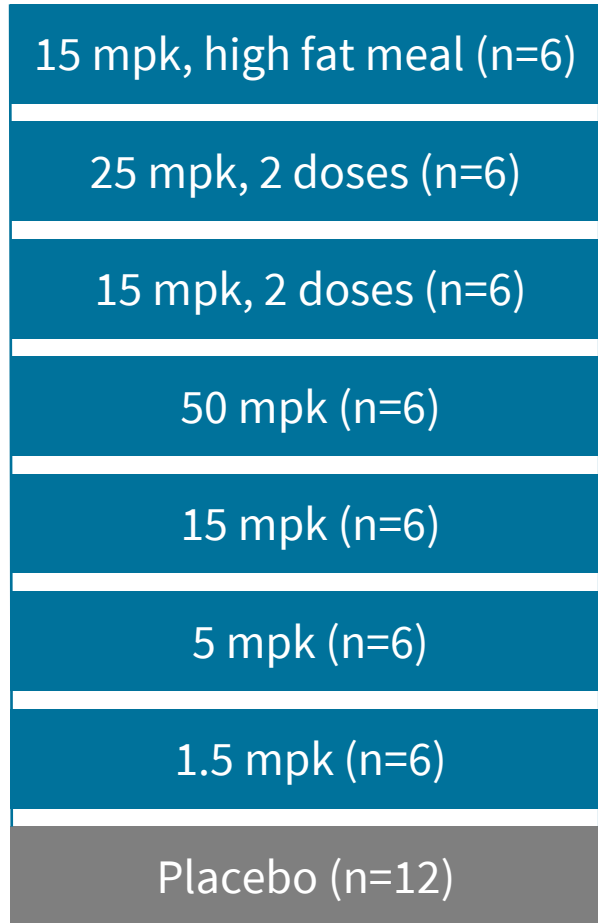 15 mpk, high fat meal (n=6)
25 mpk, 2 doses (n=6)
15 mpk, 2 doses (n=6)
50 mpk (n=6)
15 mpk (n=6)
5 mpk (n=6)
1.5 mpk (n=6)
Placebo (n=12)